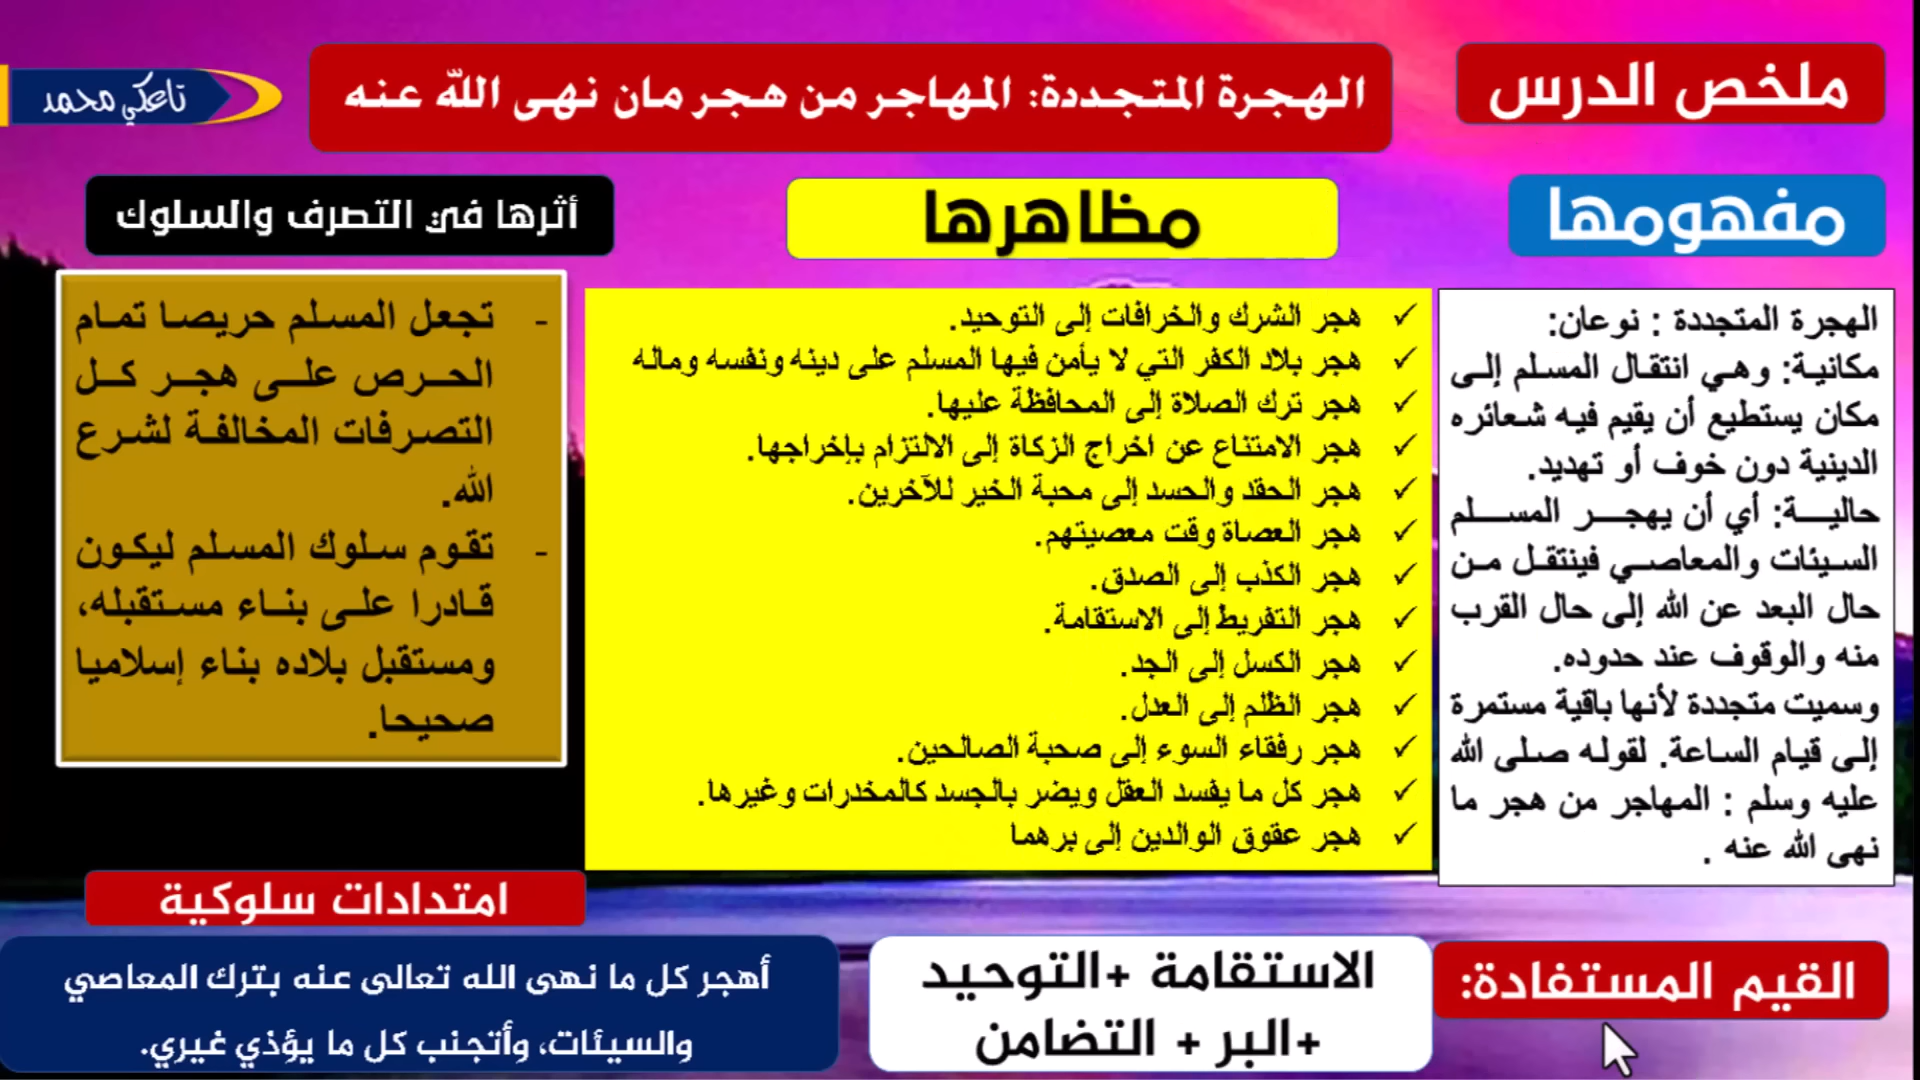 ملخص الدرس
الهجرة المتجددة: المهاجر من هجر مان نهى الله عنه
تاعكي محمد
مفهومها
الهجرة المتجددة : نوعان:
مكانية: وهي انتقال المسلم إلى
مكان يستطيع أن يقيم فيه شعائره
الدينية دون خوف أو تهديد.
حالية: أي أن يهجر المسلم
السيئات والمعاصي فينتقل من
حال البعد عن الله إلى حال القرب
منه والوقوف عند حدوده.
وسميت متجددة لأنها باقية مستمرة
إلى قيام الساعة. لقوله صلى الله
عليه وسلم : المهاجر من هجر ما
نهى الله عنه .
مظاهرها
✓ هجر الشرك والخرافات إلى التوحيد.
✓ هجر بلاد الكفر التي لا يأمن فيها المسلم على دينه ونفسه وماله
✓ هجر ترك الصلاة إلى المحافظة عليها.
✓ هجر الامتناع عن اخراج الزكاة إلى الالتزام بإخراجها.
✓ هجر الحقد والحسد إلى محبة الخير للآخرين.
✓ هجر العصاة وقت معصيتهم.
✓ هجر الكذب إلى الصدق.
✓ هجر التفريط إلى الاستقامة.
✓ هجر الكسل إلى الجد.
✓ هجر الظلم إلى العدل.
✓ هجر رفقاء السوء إلى صحبة الصالحين.
✓ هجر كل ما يفسد العقل ويضر بالجسد كالمخدرات وغيرها.
✓ هجر عقوق الوالدين إلى برهما
أثرها في التصرف والسلوك
- تجعل المسلم حريصا تمام
الحرص على هجر كل
التصرفات المخالفة لشرع
الله.
- تقوم سلوك المسلم ليكون
قادرا على بناء مستقبله،
ومستقبل بلاده بناء إسلاميا
صحيحا.
القيم المستفادة:
الاستقامة +التوحيد
+البر + التضامن
امتدادات سلوكية
أهجر كل ما نهى الله تعالى عنه بترك المعاصي
والسيئات، وأتجنب كل ما يؤذي غيري.